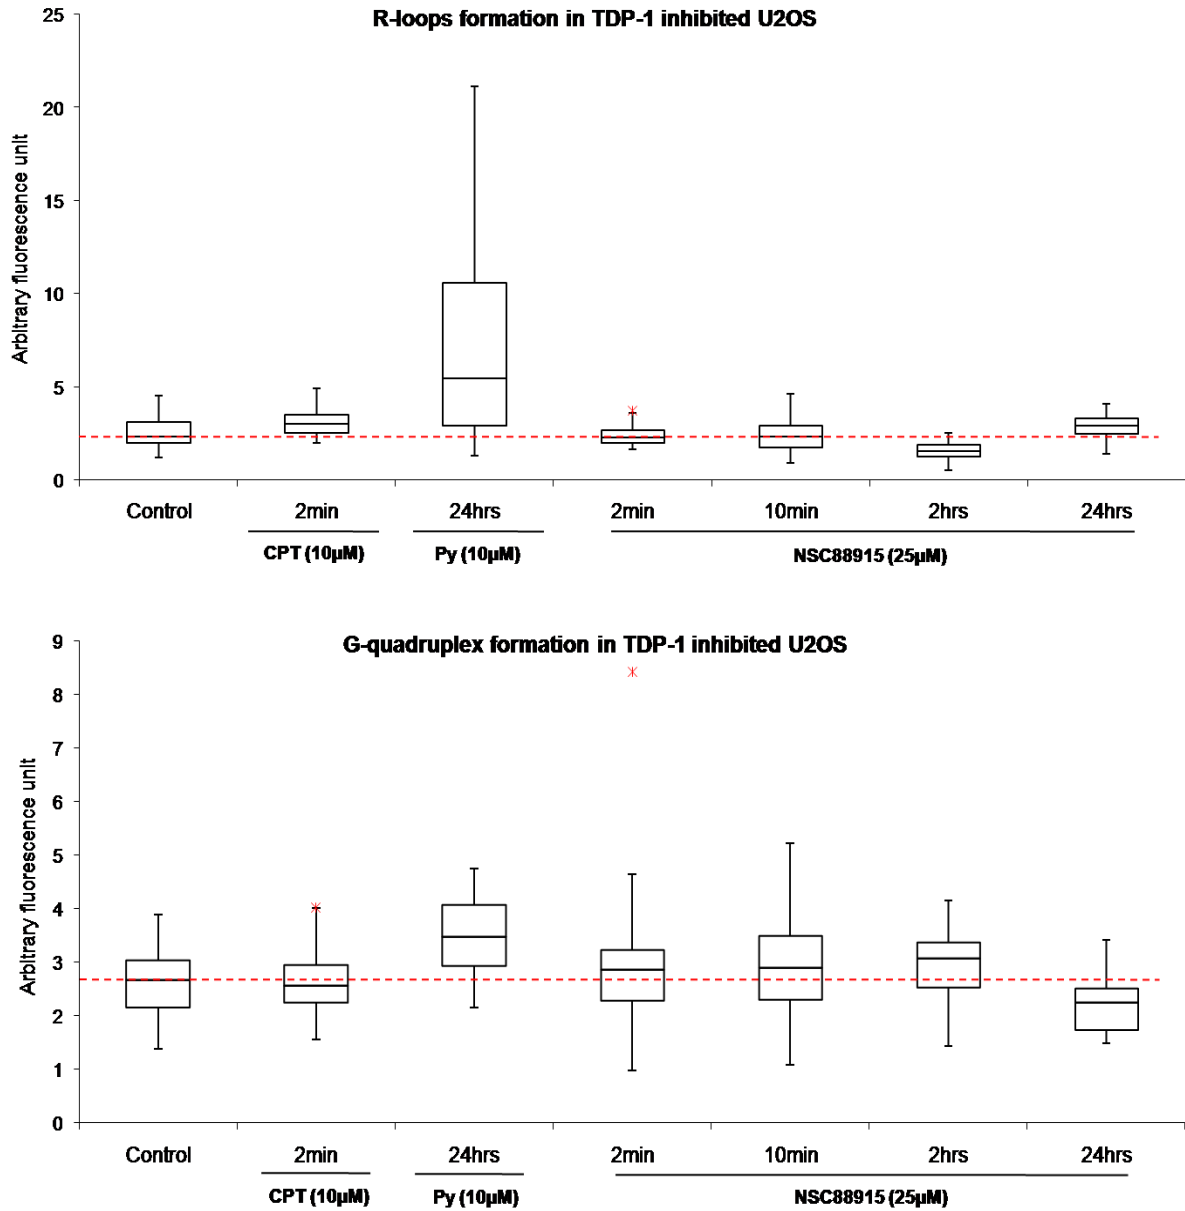 R-loops formation in TDP-1 inhibited U2OS
Arbitrary fluorescence unit
25
20
15
10
5
0
Control 2min 24hrs 2min 10min 2hrs 24hrs
CPT (10µM) Py (10µM) NSC88915 (25µM)
G-quadruplex formation in TDP-1 inhibited U2OS
Arbitrary fluorescence unit
9
8
7
6
5
4
3
2
1
0
Control 2min 24hrs 2min 10min 2hrs 24hrs
CPT (10µM) Py (10µM) NSC88915 (25µM)